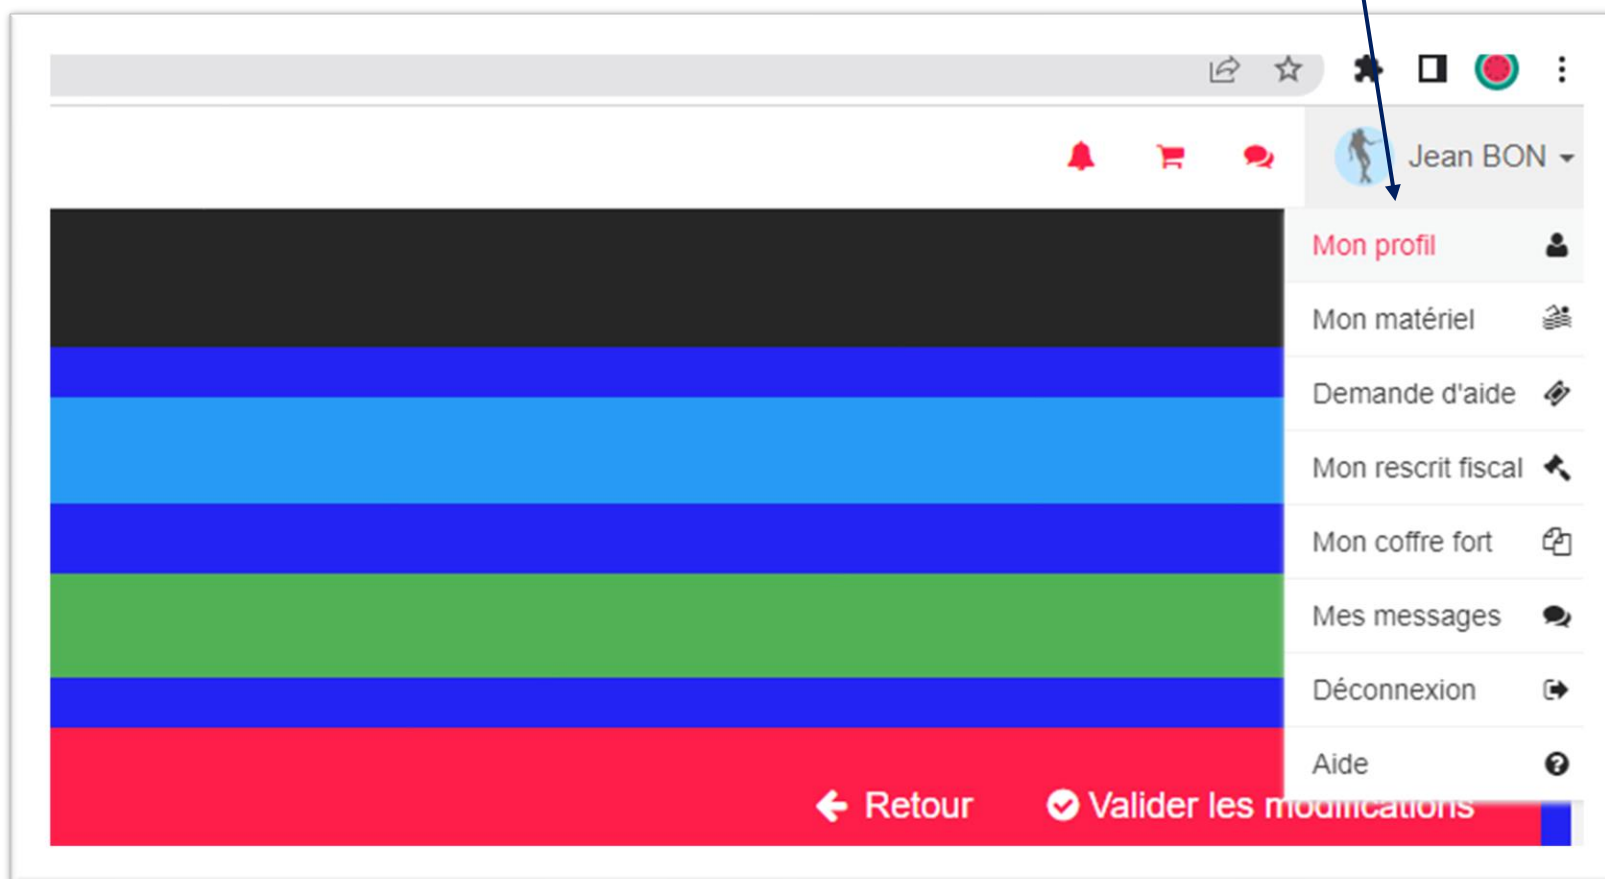 Jean BON
Mon profil
Mon matériel
Demande d'aide
Mon rescrit fiscal
Mon coffre fort
Mes messages
Déconnexion
Aide
Retour
Valider les modifications